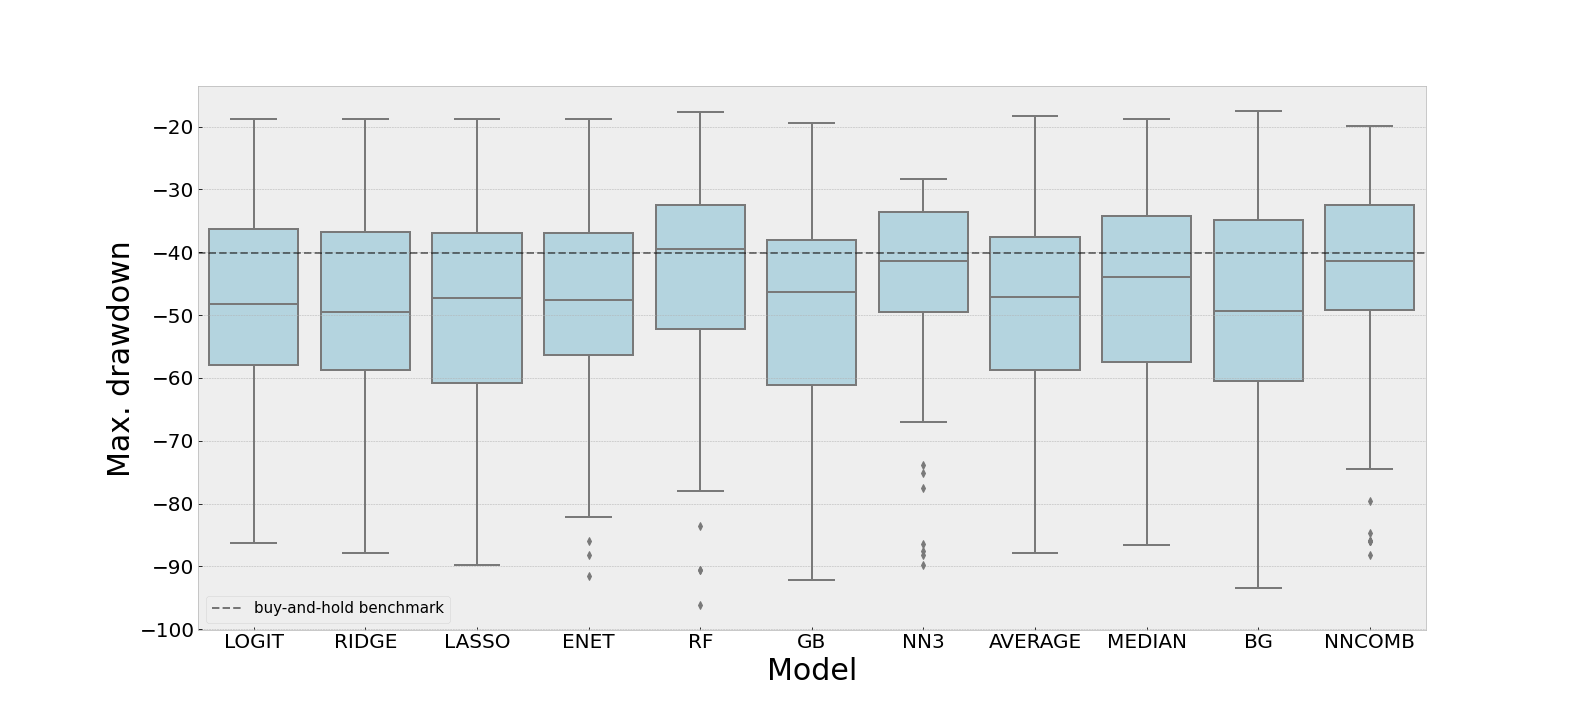 Max. drawdown
−20
−30
−40
−50
−60
−70
−80
−90
−100
buy-and-hold benchmark
LOGIT RIDGE LASSO ENET RF GB NN3 AVERAGE MEDIAN BG NNCOMB
Model